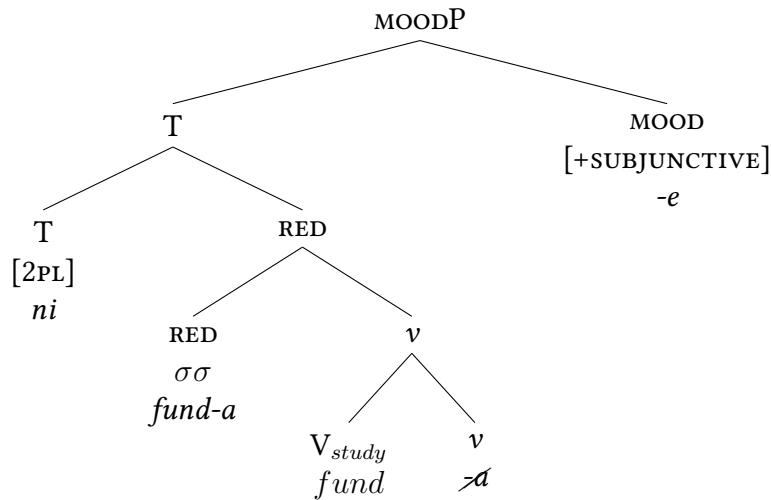 MOODP
T MOOD
[+SUBJUNCTIVE]
-e
T RED
[2PL]
ni
RED v
σσ
fund-a
V_study v
fund -a